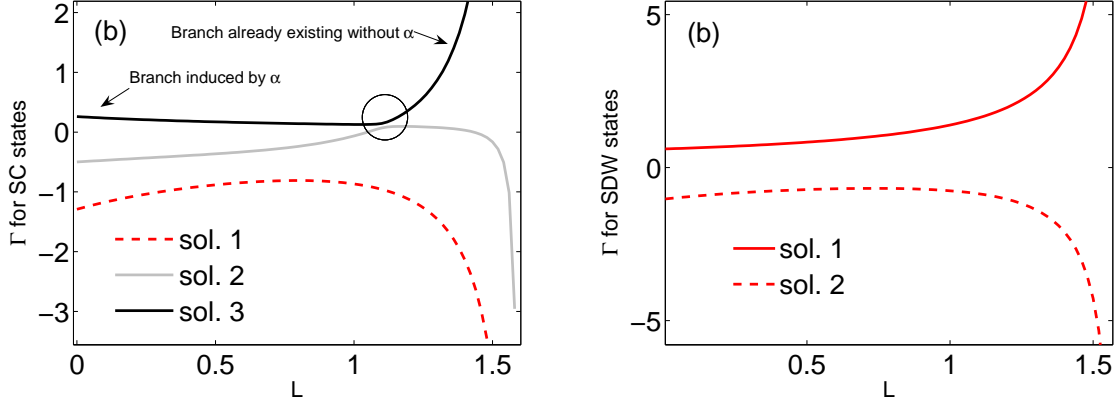 (b)
Branch already existing without α
Branch induced by α
Γ for SC states
2
1
0
−1
−2
−3
sol. 1
sol. 2
sol. 3
0
0.5
1
1.5
L
(b)
Γ for SDW states
5
0
−5
sol. 1
sol. 2
0.5
1
1.5
L